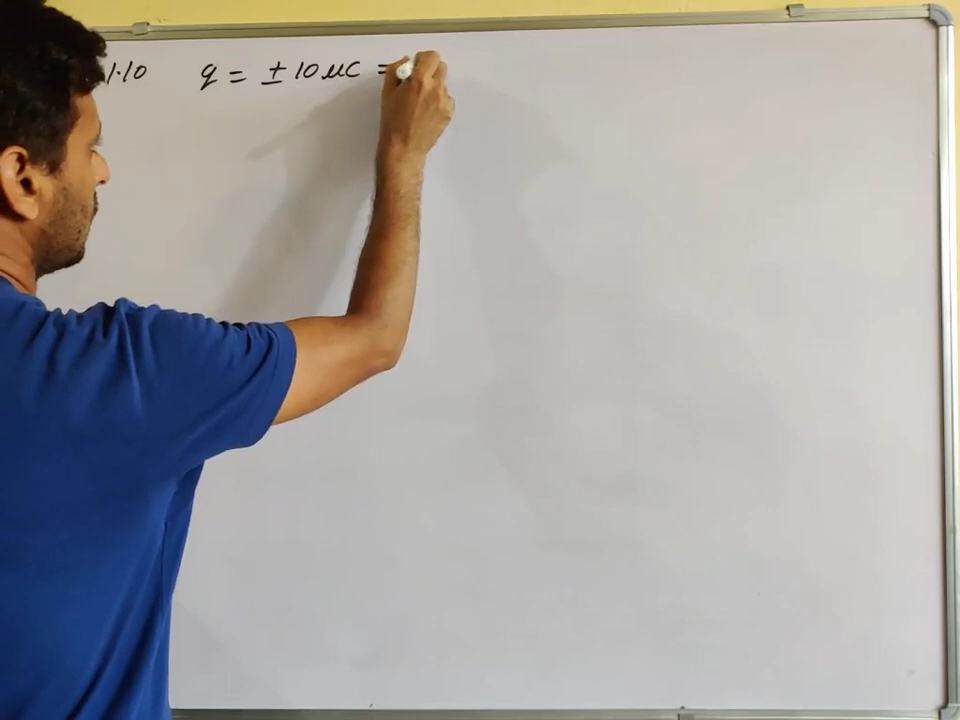 1.10 q = ± 10 μC =